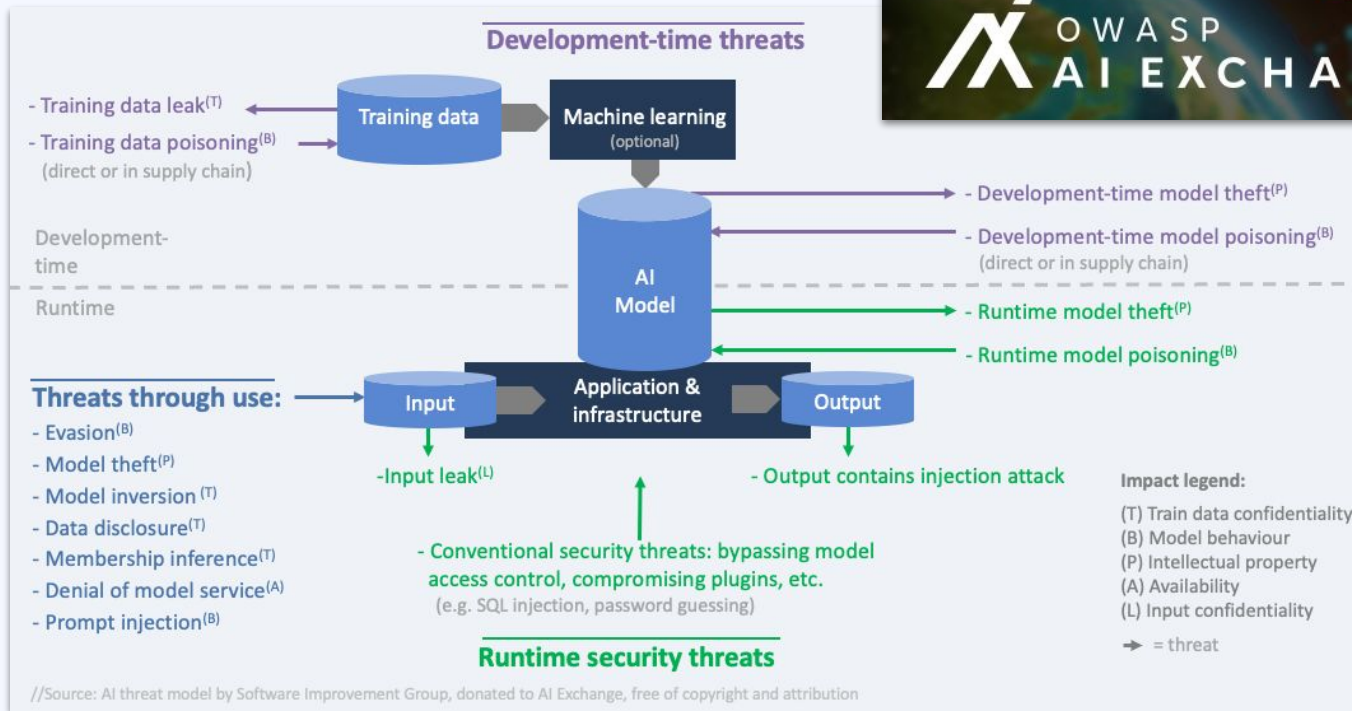 OWASP
AI EXCHA
Development-time threats
- Training data leak(T)
- Training data poisoning(B)
(direct or in supply chain)
Training data
Machine learning
(optional)
- Development-time model theft(P)
- Development-time model poisoning(B)
(direct or in supply chain)
Development-
time
AI
Model
Runtime
- Runtime model theft(P)
- Runtime model poisoning(B)
Threats through use:
- Evasion(B)
- Model theft(P)
- Model inversion (T)
- Data disclosure(T)
- Membership inference(T)
- Denial of model service(A)
- Prompt injection(B)
Input
Application &
infrastructure
Output
-Input leak(L)
- Output contains injection attack
- Conventional security threats: bypassing model
access control, compromising plugins, etc.
(e.g. SQL injection, password guessing)
Runtime security threats
Impact legend:
(T) Train data confidentiality
(B) Model behaviour
(P) Intellectual property
(A) Availability
(L) Input confidentiality
= threat
//Source: AI threat model by Software Improvement Group, donated to AI Exchange, free of copyright and attribution